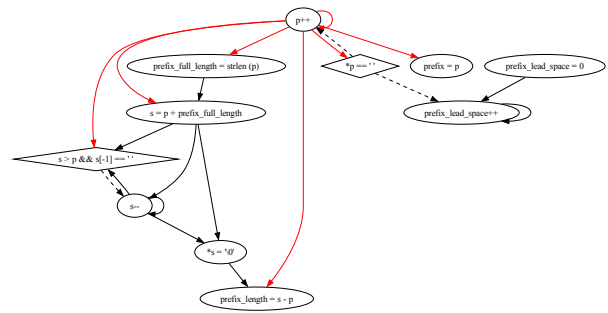 p++
prefix_full_length = strlen (p)
*p == ' '
prefix = p
prefix_lead_space = 0
s = p + prefix_full_length
prefix_lead_space++
s > p && s[-1] == ' '
s--
*s = '\0'
prefix_length = s - p